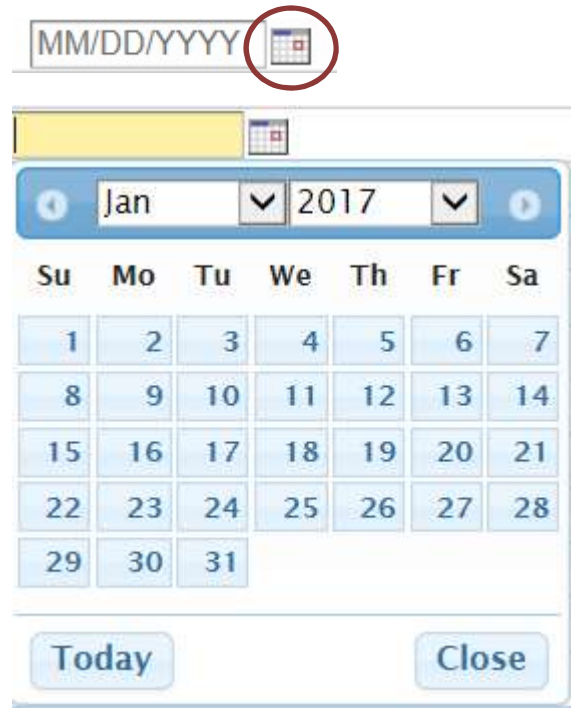 MM/DD/YYYY
Jan 2017
Su Mo Tu We Th Fr Sa
1 2 3 4 5 6 7
8 9 10 11 12 13 14
15 16 17 18 19 20 21
22 23 24 25 26 27 28
29 30 31
Today Close